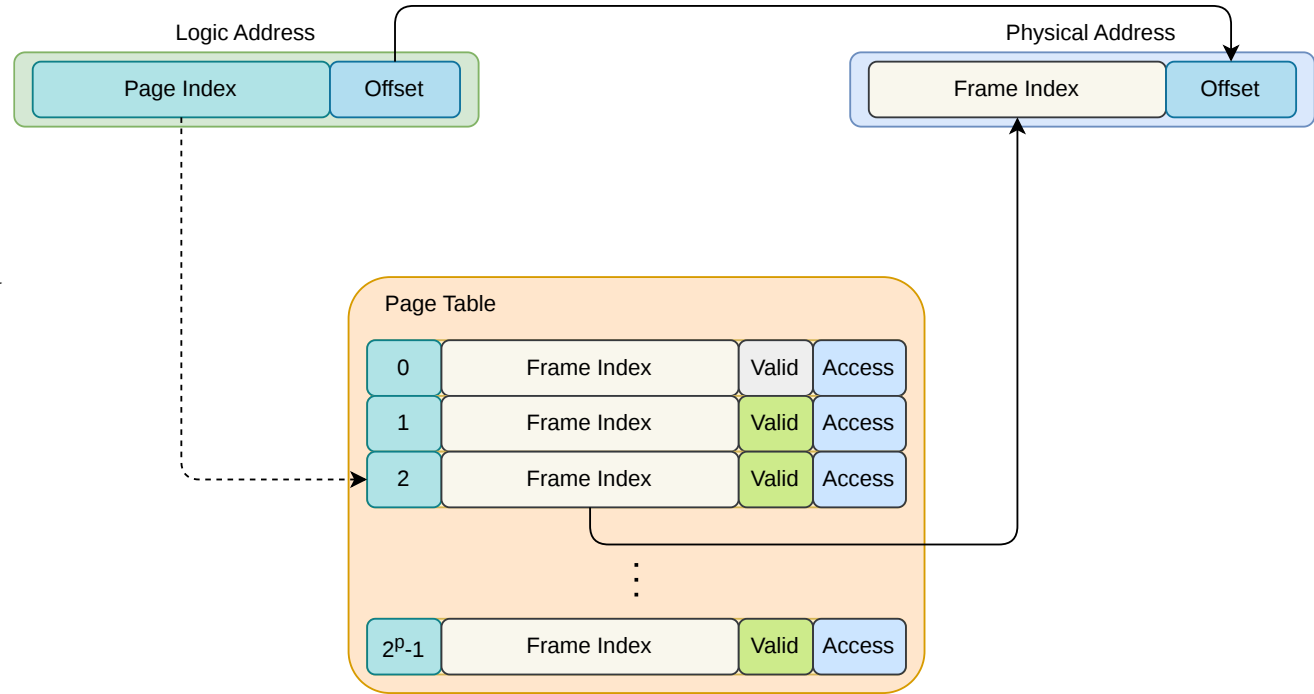 Logic Address
Physical Address
Page Index Offset
Frame Index Offset
Page Table
0 Frame Index Valid Access
1 Frame Index Valid Access
2 Frame Index Valid Access
⋮
2ᵖ-1 Frame Index Valid Access